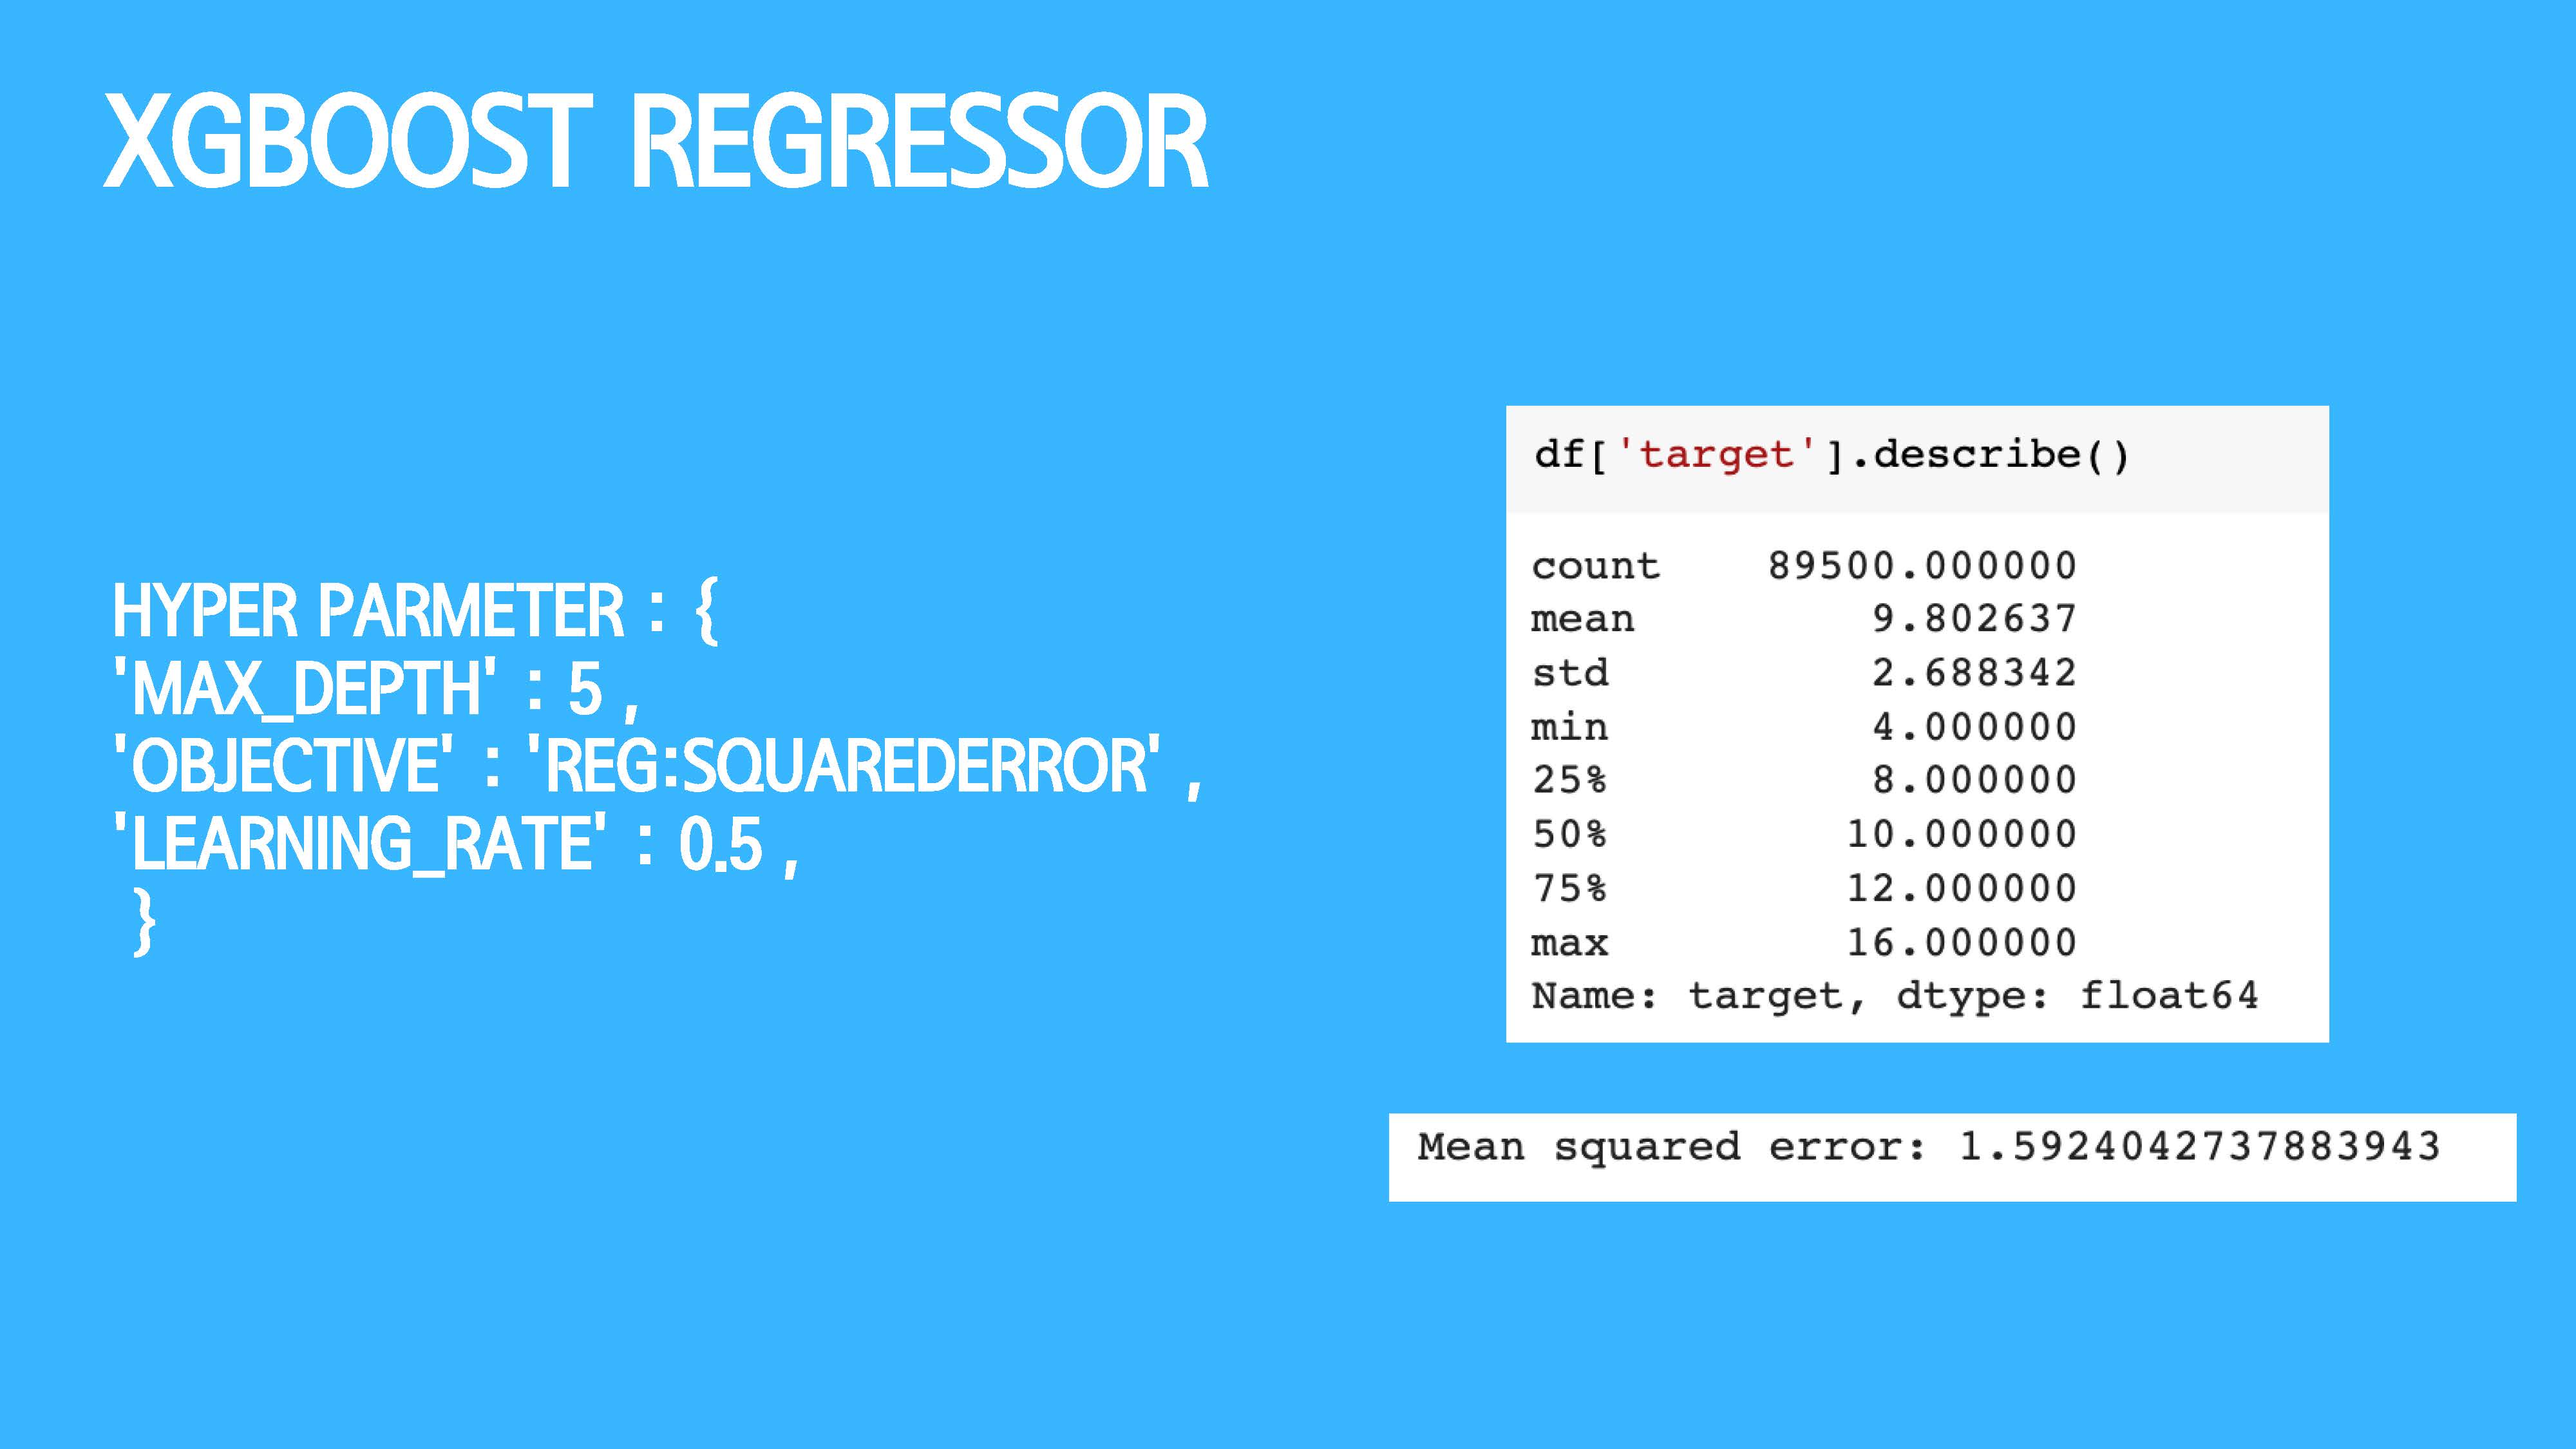 XGBOOST REGRESSOR
HYPER PARMETER : {
'MAX_DEPTH' : 5 ,
'OBJECTIVE' : 'REG:SQUAREDERROR' ,
'LEARNING_RATE' : 0.5 ,
}
df['target'].describe()
count 89500.000000
mean 9.802637
std 2.688342
min 4.000000
25% 8.000000
50% 10.000000
75% 12.000000
max 16.000000
Name: target, dtype: float64
Mean squared error: 1.5924042737883943